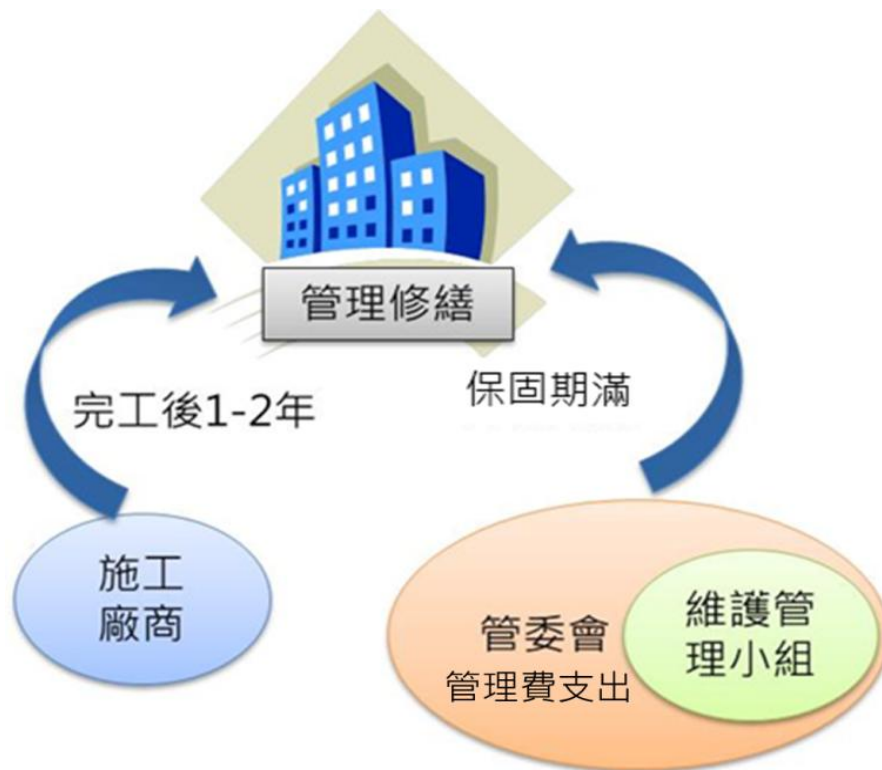 管理修繕
完工後1-2年
保固期滿
施工
廠商
管委會
管理費支出
維護管
理小組